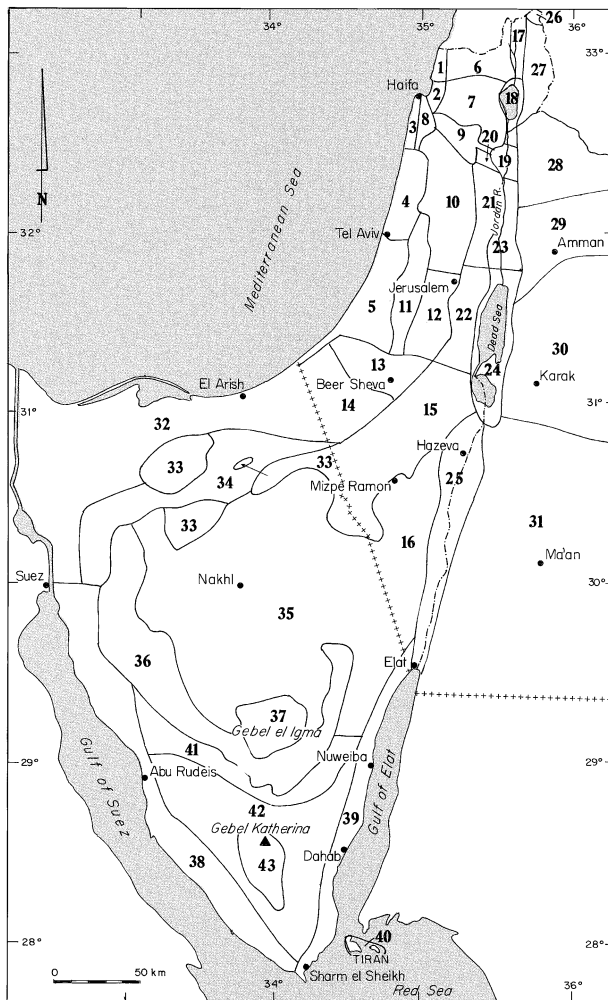 34°
35
36°
26
17
33°
1
6
27
Haifa
2
7
18
3
8
9
20
19
28
N
Mediterranean Sea
4
10
21
Jordan R.
32°
Tel Aviv
29
23
Amman
Jerusalem
5
11
12
22
Dead Sea
30
13
24
El Arish
Beer Sheva
Karak
31°
31°
14
15
32
Hazeva
33
33
34
Mizpe Ramon
25
33
31
16
Ma'an
Suez
Nakhl
30°
35
36
Elat
37
Gebel el Igma
41
Nuweiba
29°
29°
Abu Rudeis
Gulf of Suez
Gulf of Elat
42
39
Gebel Katherina
43
Dahab
38
28°
40
28°
TIRAN
0 50 km
34°
Sharm el Sheikh
36°
Red Sea